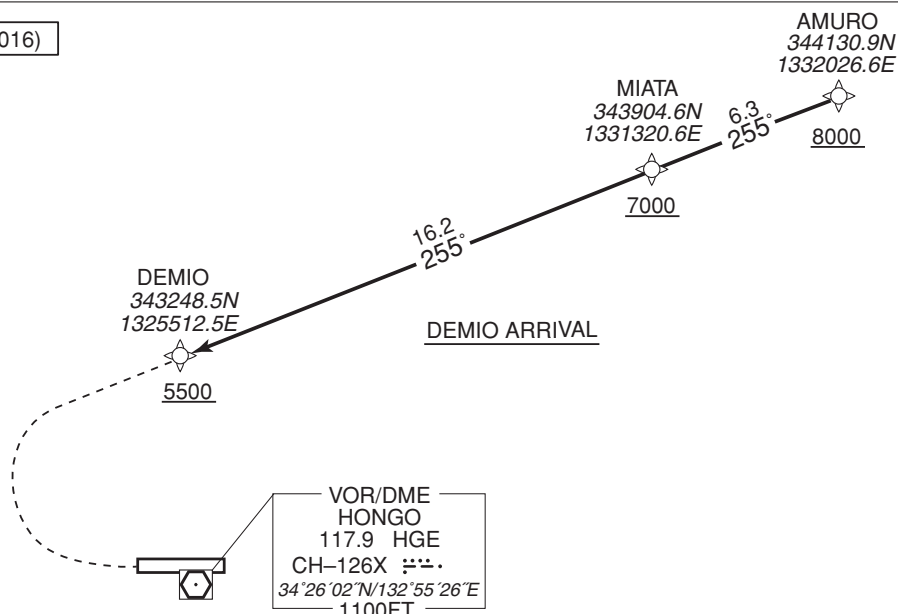 016)
AMURO
344130.9N
1332026.6E
8000
6.3
255°
MIATA
343904.6N
1331320.6E
7000
16.2
255°
DEMIO
343248.5N
1325512.5E
5500
DEMIO ARRIVAL
VOR/DME
HONGO
117.9 HGE
CH–126X
34°26´02˝N/132°55´26˝E
1100FT